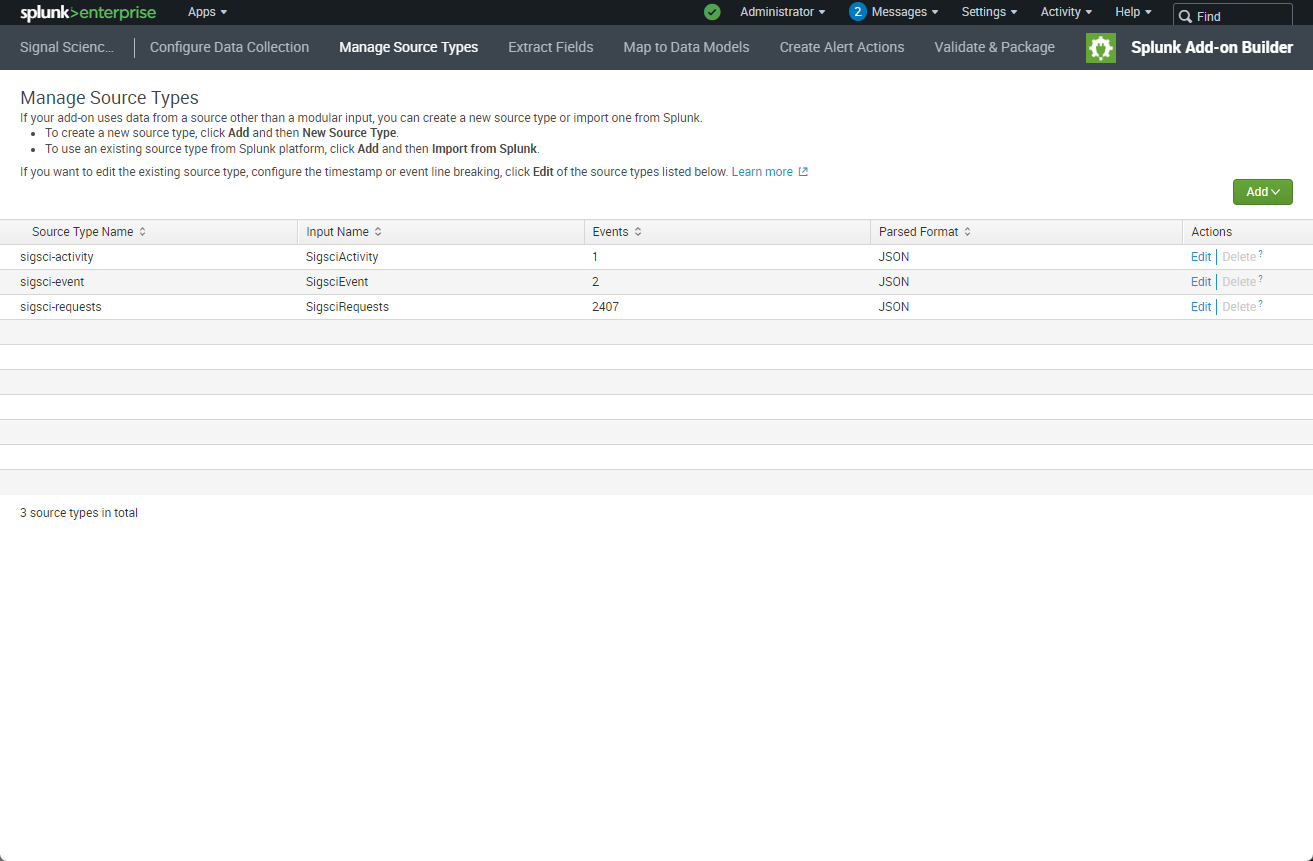 splunk>enterprise Apps Administrator 2 Messages Settings Activity Help Find
Signal Scienc... Configure Data Collection Manage Source Types Extract Fields Map to Data Models Create Alert Actions Validate & Package Splunk Add-on Builder
Manage Source Types
If your add-on uses data from a source other than a modular input, you can create a new source type or import one from Splunk.
• To create a new source type, click Add and then New Source Type.
• To use an existing source type from Splunk platform, click Add and then Import from Splunk.
If you want to edit the existing source type, configure the timestamp or event line breaking, click Edit of the source types listed below. Learn more
Add
Source Type Name Input Name Events Parsed Format Actions
sigsci-activity SigsciActivity 1 JSON Edit | Delete ?
sigsci-event SigsciEvent 2 JSON Edit | Delete ?
sigsci-requests SigsciRequests 2407 JSON Edit | Delete ?
3 source types in total